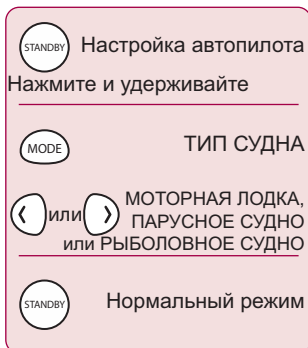 STANDBY Настройка автопилота
Нажмите и удерживайте
MODE ТИП СУДНА
или МОТОРНАЯ ЛОДКА,
ПАРУСНОЕ СУДНО
или РЫБОЛОВНОЕ СУДНО
STANDBY Нормальный режим